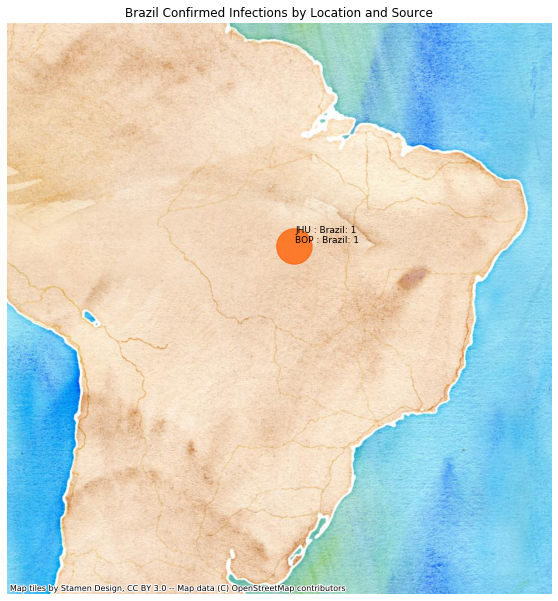 Brazil Confirmed Infections by Location and Source
JHU : Brazil: 1
BOP : Brazil: 1
Map tiles by Stamen Design, CC BY 3.0 -- Map data (C) OpenStreetMap contributors